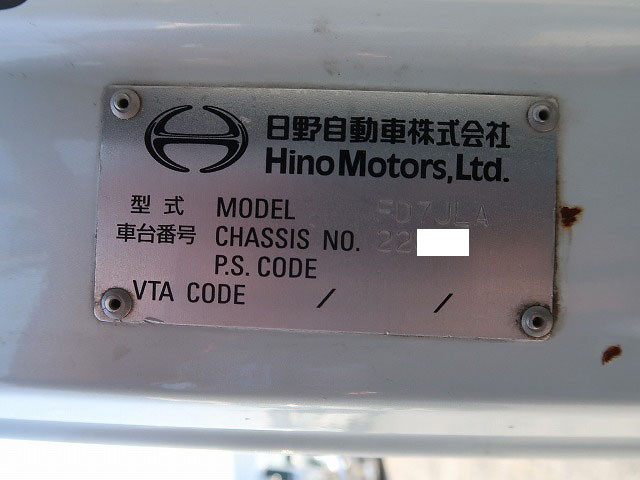 日野自動車株式会社
Hino Motors, Ltd.
型式 MODEL FD7JLA
車台番号 CHASSIS NO. 22
P.S. CODE
VTA CODE / /